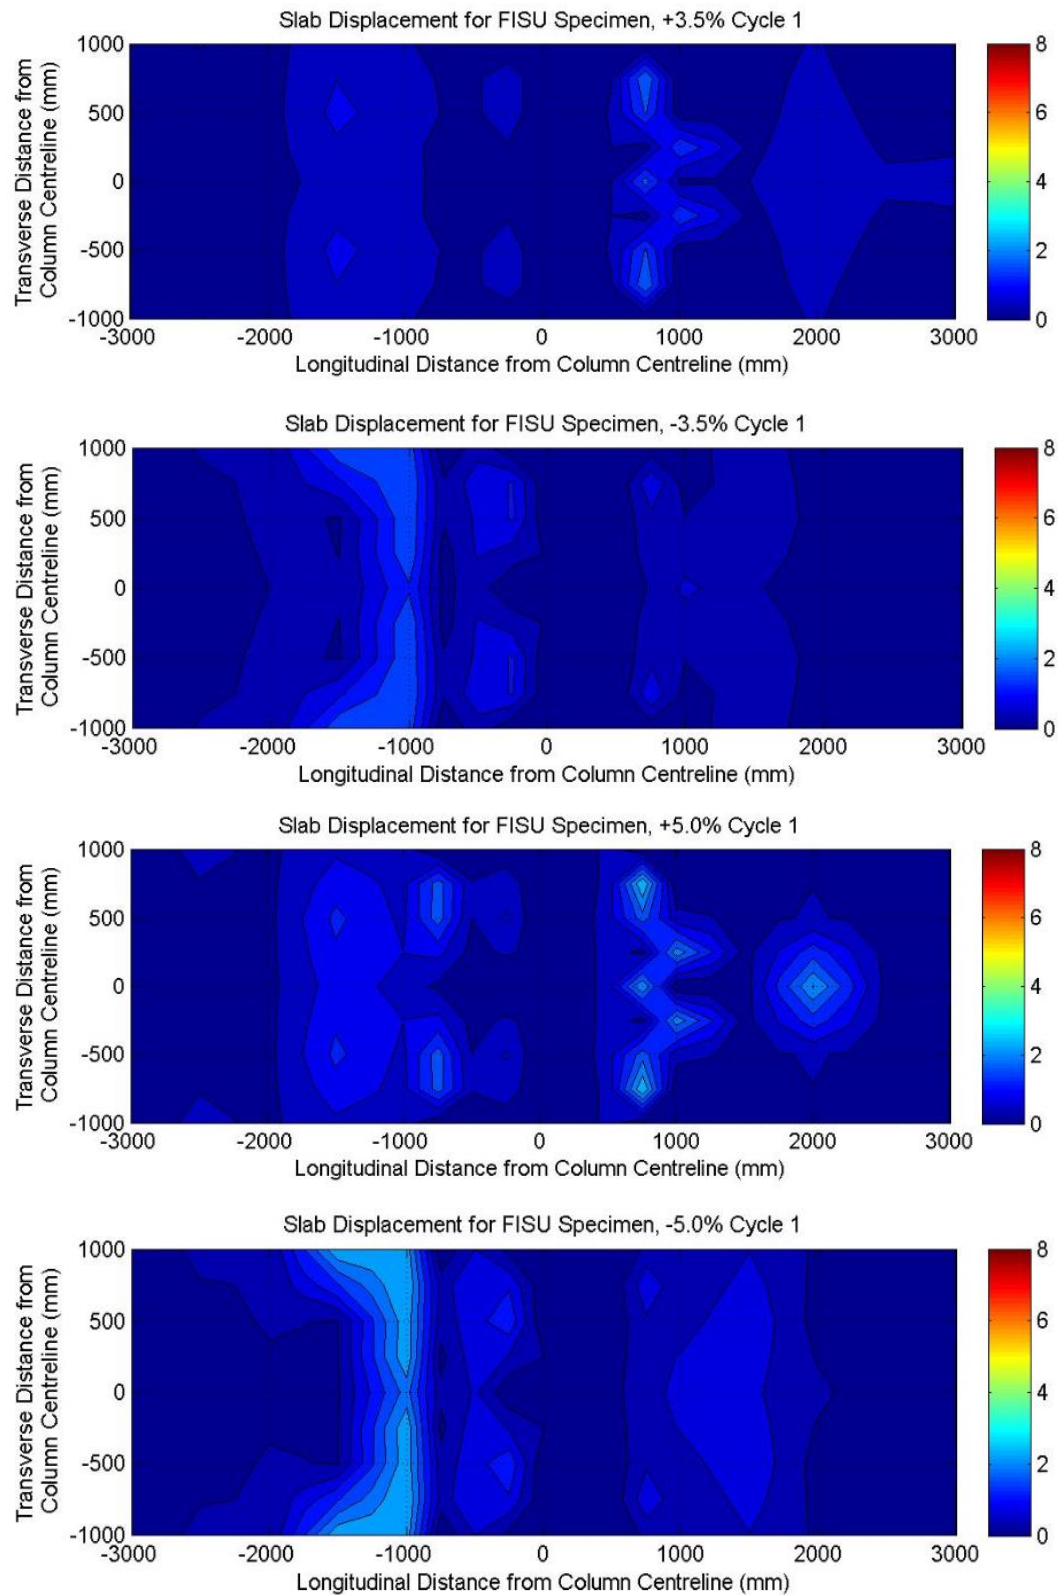 Slab Displacement for FISU Specimen, +3.5% Cycle 1
Transverse Distance from
Column Centreline (mm)
1000
500
0
-500
-1000
-3000 -2000 -1000 0 1000 2000 3000
Longitudinal Distance from Column Centreline (mm)
8
6
4
2
0
Slab Displacement for FISU Specimen, -3.5% Cycle 1
Transverse Distance from
Column Centreline (mm)
1000
500
0
-500
-1000
-3000 -2000 -1000 0 1000 2000 3000
Longitudinal Distance from Column Centreline (mm)
8
6
4
2
0
Slab Displacement for FISU Specimen, +5.0% Cycle 1
Transverse Distance from
Column Centreline (mm)
1000
500
0
-500
-1000
-3000 -2000 -1000 0 1000 2000 3000
Longitudinal Distance from Column Centreline (mm)
8
6
4
2
0
Slab Displacement for FISU Specimen, -5.0% Cycle 1
Transverse Distance from
Column Centreline (mm)
1000
500
0
-500
-1000
-3000 -2000 -1000 0 1000 2000 3000
Longitudinal Distance from Column Centreline (mm)
8
6
4
2
0